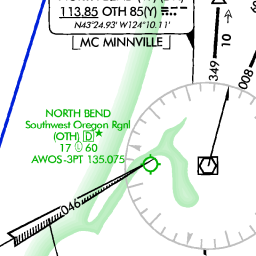 113.85 OTH 85(Y)
N43°24.93' W124°10.11'
[ MC MINNVILLE ]
349
10
008
NORTH BEND
Southwest Oregon Rgnl
(OTH) D★
17 60
AWOS-3PT 135.075
046